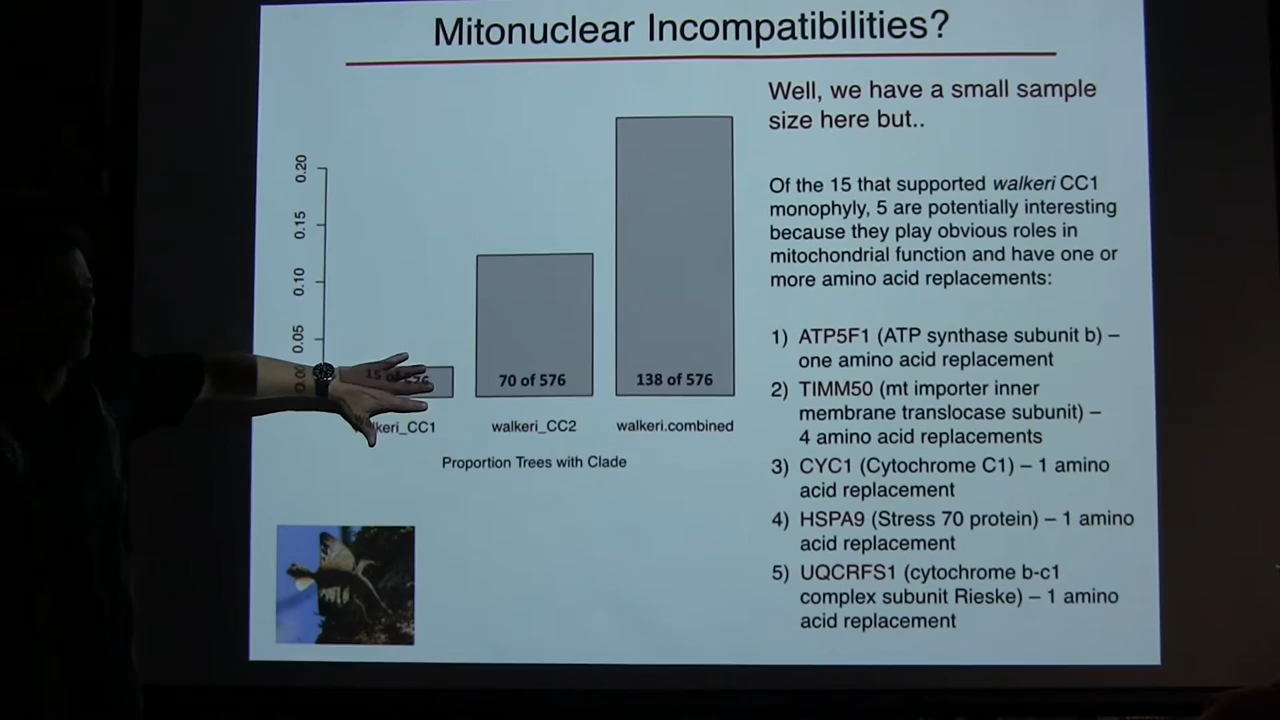 Mitonuclear Incompatibilities?
Well, we have a small sample
size here but..
Of the 15 that supported walkeri CC1
monophyly, 5 are potentially interesting
because they play obvious roles in
mitochondrial function and have one or
more amino acid replacements:
1) ATP5F1 (ATP synthase subunit b) –
one amino acid replacement
2) TIMM50 (mt importer inner
membrane translocase subunit) –
4 amino acid replacements
3) CYC1 (Cytochrome C1) – 1 amino
acid replacement
4) HSPA9 (Stress 70 protein) – 1 amino
acid replacement
5) UQCRFS1 (cytochrome b-c1
complex subunit Rieske) – 1 amino
acid replacement
0.20
0.15
0.10
0.05
15 of 576
70 of 576
138 of 576
walkeri_CC2
walkeri.combined
Proportion Trees with Clade